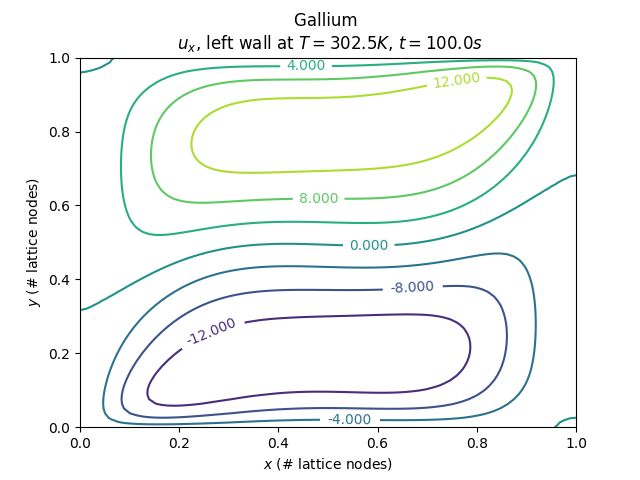 Gallium
u_x, left wall at T = 302.5K, t = 100.0s
1.0
0.8
0.6
0.4
0.2
0.0
y (# lattice nodes)
4.000
12.000
8.000
0.000
-8.000
-12.000
-4.000
0.0 0.2 0.4 0.6 0.8 1.0
x (# lattice nodes)